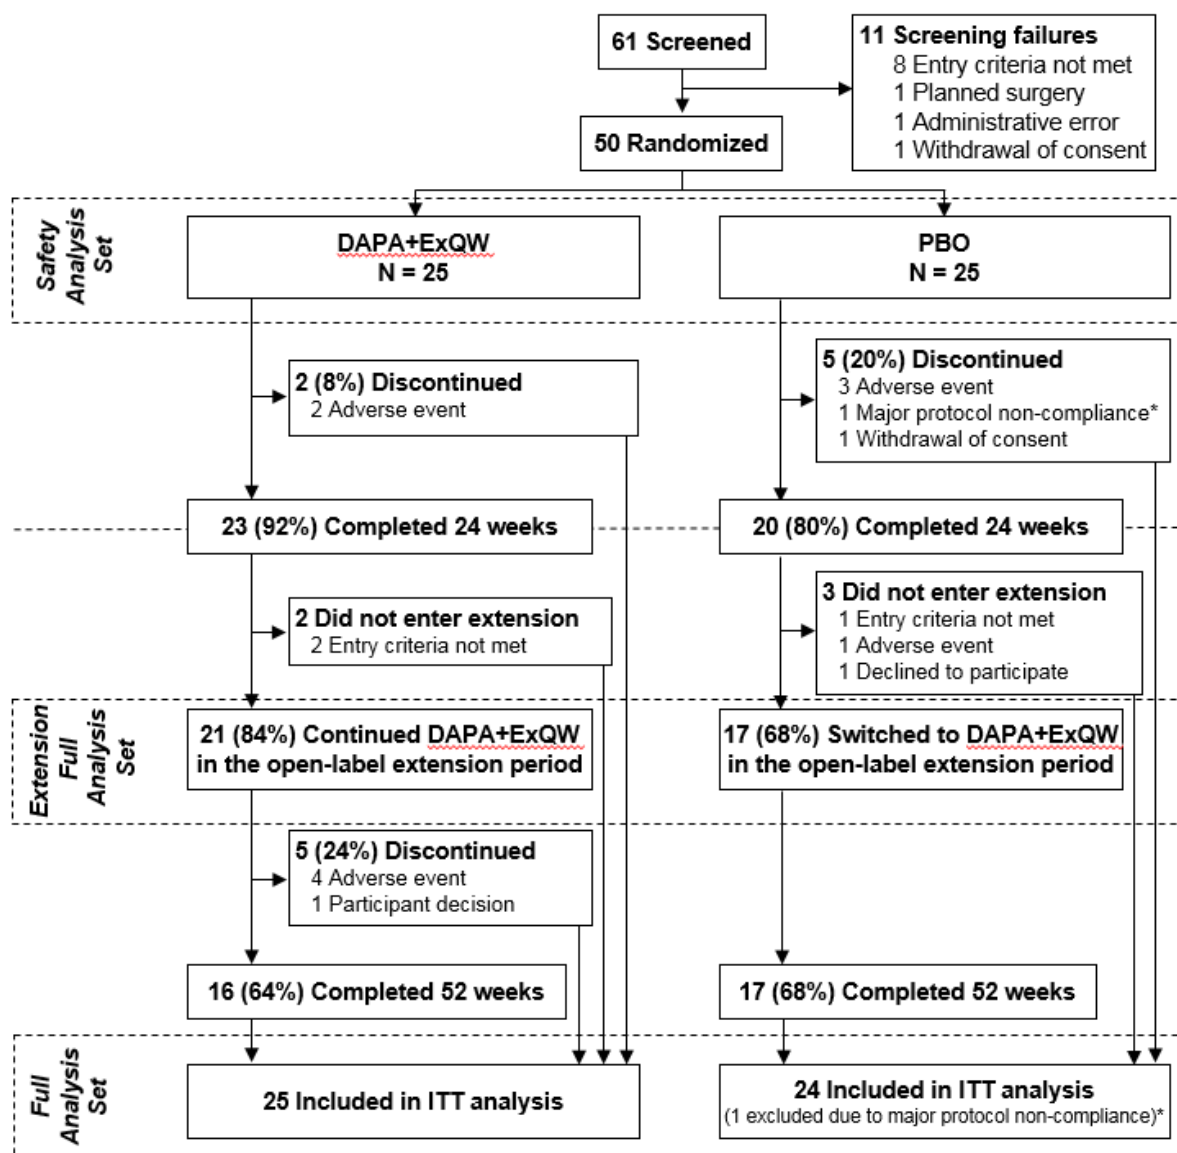 61 Screened
11 Screening failures
8 Entry criteria not met
1 Planned surgery
1 Administrative error
1 Withdrawal of consent
50 Randomized
Safety
Analysis
Set
DAPA+ExQW
N = 25
PBO
N = 25
2 (8%) Discontinued
2 Adverse event
5 (20%) Discontinued
3 Adverse event
1 Major protocol non-compliance*
1 Withdrawal of consent
23 (92%) Completed 24 weeks
20 (80%) Completed 24 weeks
2 Did not enter extension
2 Entry criteria not met
3 Did not enter extension
1 Entry criteria not met
1 Adverse event
1 Declined to participate
Extension
Full
Analysis
Set
21 (84%) Continued DAPA+ExQW
in the open-label extension period
17 (68%) Switched to DAPA+ExQW
in the open-label extension period
5 (24%) Discontinued
4 Adverse event
1 Participant decision
16 (64%) Completed 52 weeks
17 (68%) Completed 52 weeks
Full
Analysis
Set
25 Included in ITT analysis
24 Included in ITT analysis
(1 excluded due to major protocol non-compliance)*